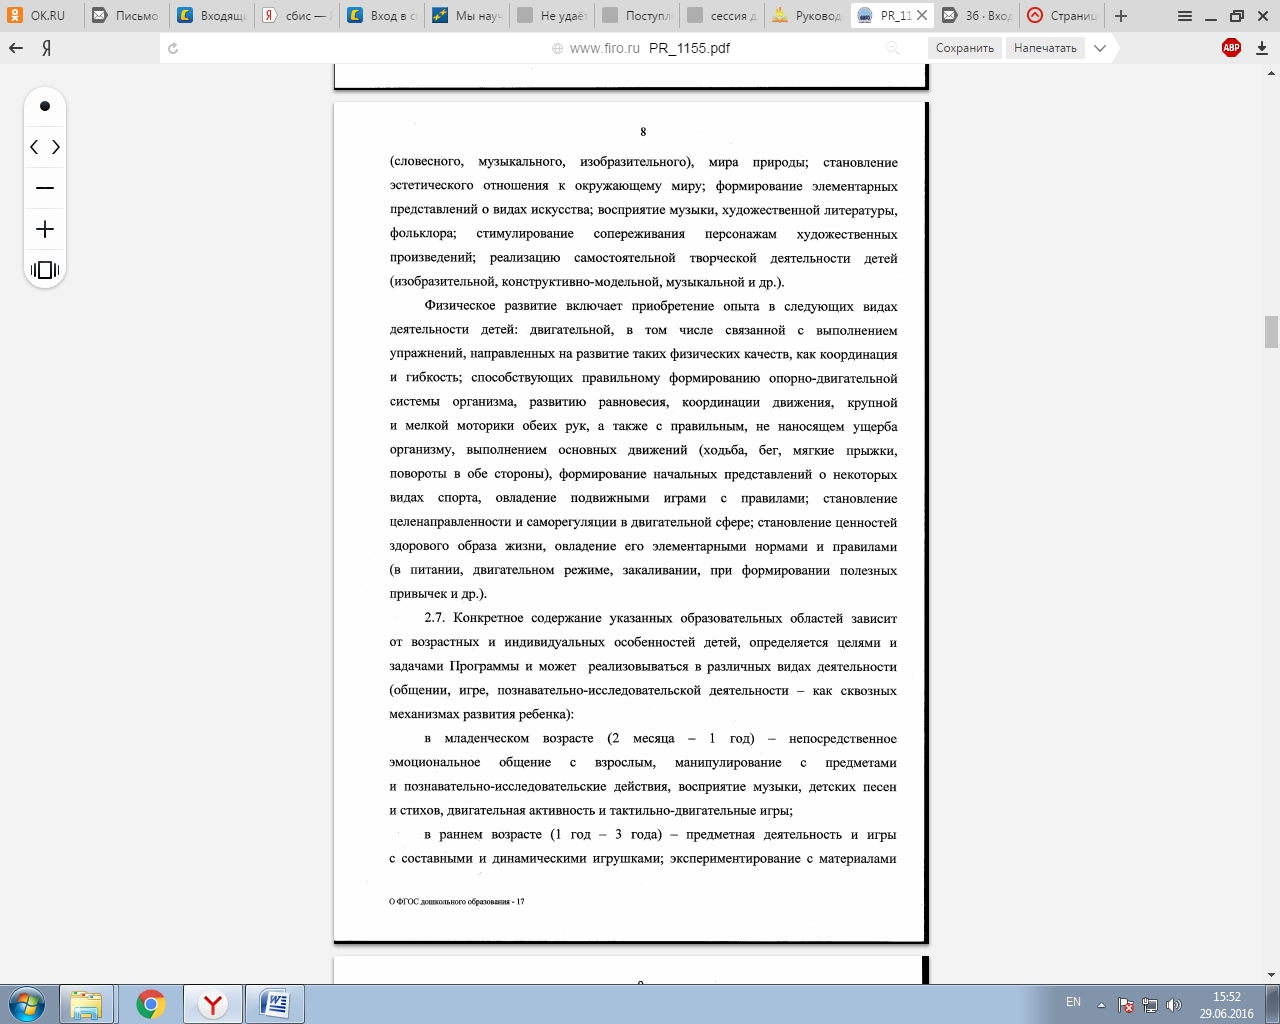 OK.RU
Письмо
Входящи
сбис —
Вход в с
Мы науч
Не удаёт
Поступл
сессия д
Руковод
PR_11
36 · Вход
Страниц
www.firo.ru PR_1155.pdf
Сохранить
Напечатать
ABP
8
(словесного, музыкального, изобразительного), мира природы; становление
эстетического отношения к окружающему миру; формирование элементарных
представлений о видах искусства; восприятие музыки, художественной литературы,
фольклора; стимулирование сопереживания персонажам художественных
произведений; реализацию самостоятельной творческой деятельности детей
(изобразительной, конструктивно-модельной, музыкальной и др.).
Физическое развитие включает приобретение опыта в следующих видах
деятельности детей: двигательной, в том числе связанной с выполнением
упражнений, направленных на развитие таких физических качеств, как координация
и гибкость; способствующих правильному формированию опорно-двигательной
системы организма, развитию равновесия, координации движения, крупной
и мелкой моторики обеих рук, а также с правильным, не наносящем ущерба
организму, выполнением основных движений (ходьба, бег, мягкие прыжки,
повороты в обе стороны), формирование начальных представлений о некоторых
видах спорта, овладение подвижными играми с правилами; становление
целенаправленности и саморегуляции в двигательной сфере; становление ценностей
здорового образа жизни, овладение его элементарными нормами и правилами
(в питании, двигательном режиме, закаливании, при формировании полезных
привычек и др.).
2.7. Конкретное содержание указанных образовательных областей зависит
от возрастных и индивидуальных особенностей детей, определяется целями и
задачами Программы и может реализовываться в различных видах деятельности
(общении, игре, познавательно-исследовательской деятельности – как сквозных
механизмах развития ребенка):
в младенческом возрасте (2 месяца – 1 год) – непосредственное
эмоциональное общение с взрослым, манипулирование с предметами
и познавательно-исследовательские действия, восприятие музыки, детских песен
и стихов, двигательная активность и тактильно-двигательные игры;
в раннем возрасте (1 год – 3 года) – предметная деятельность и игры
с составными и динамическими игрушками; экспериментирование с материалами
О ФГОС дошкольного образования - 17
EN
15:52
29.06.2016